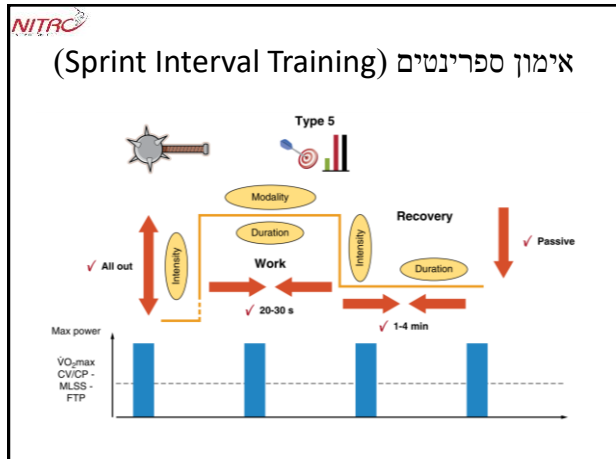 NITRO
אימון ספרינטים (Sprint Interval Training)
Type 5
Modality
Recovery
Intensity
Duration
Intensity
✓ Passive
✓ All out
Work
Duration
✓ 20-30 s
✓ 1-4 min
Max power
V̇O₂max
CV/CP -
MLSS -
FTP